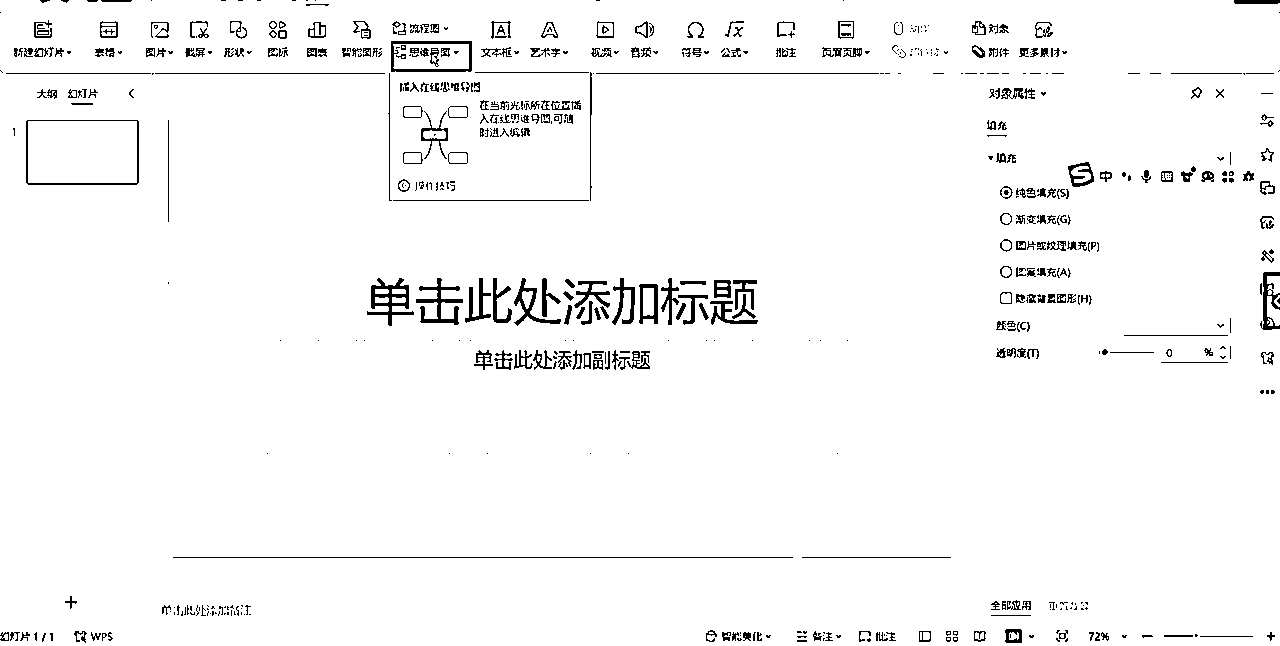 流程图
新建幻灯片 表格 图片 截屏 形状 图标 图表 智能图形 思维导图 文本框 艺术字 视频 音频 符号 公式 批注 页眉页脚 对象 附件 更多素材
大纲 幻灯片
插入在线思维导图
在当前光标所在位置插
入在线思维导图,可随
时进入编辑
操作技巧
1
单击此处添加标题
单击此处添加副标题
对象属性
填充
填充
中
纯色填充(S)
渐变填充(G)
图片或纹理填充(P)
图案填充(A)
隐藏背景图形(H)
颜色(C)
透明度(T) 0 %
单击此处添加备注
全部应用
幻灯片 1 / 1 WPS 智能美化 备注 批注 72%